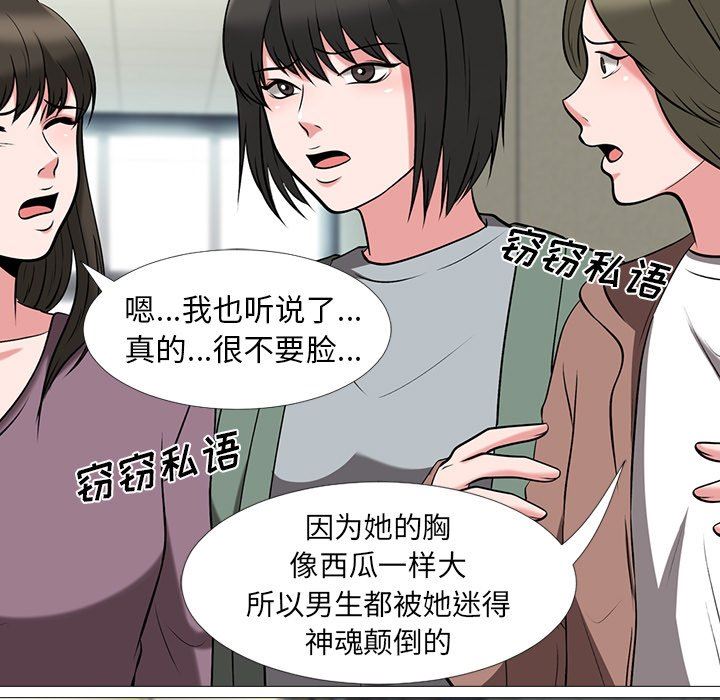 窃窃私语
嗯...我也听说了...
真的...很不要脸...
窃窃私语
因为她的胸
像西瓜一样大
所以男生都被她迷得
神魂颠倒的